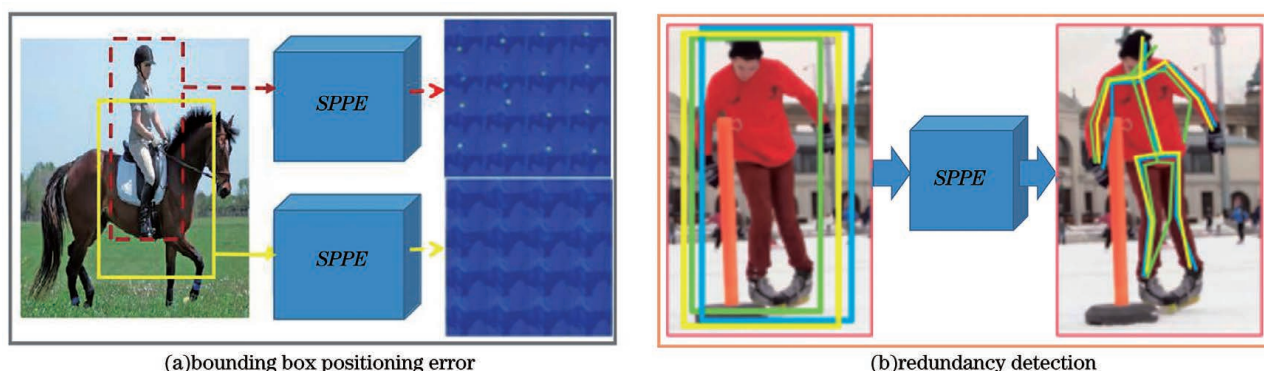 SPPE
SPPE
(a)bounding box positioning error
SPPE
(b)redundancy detection